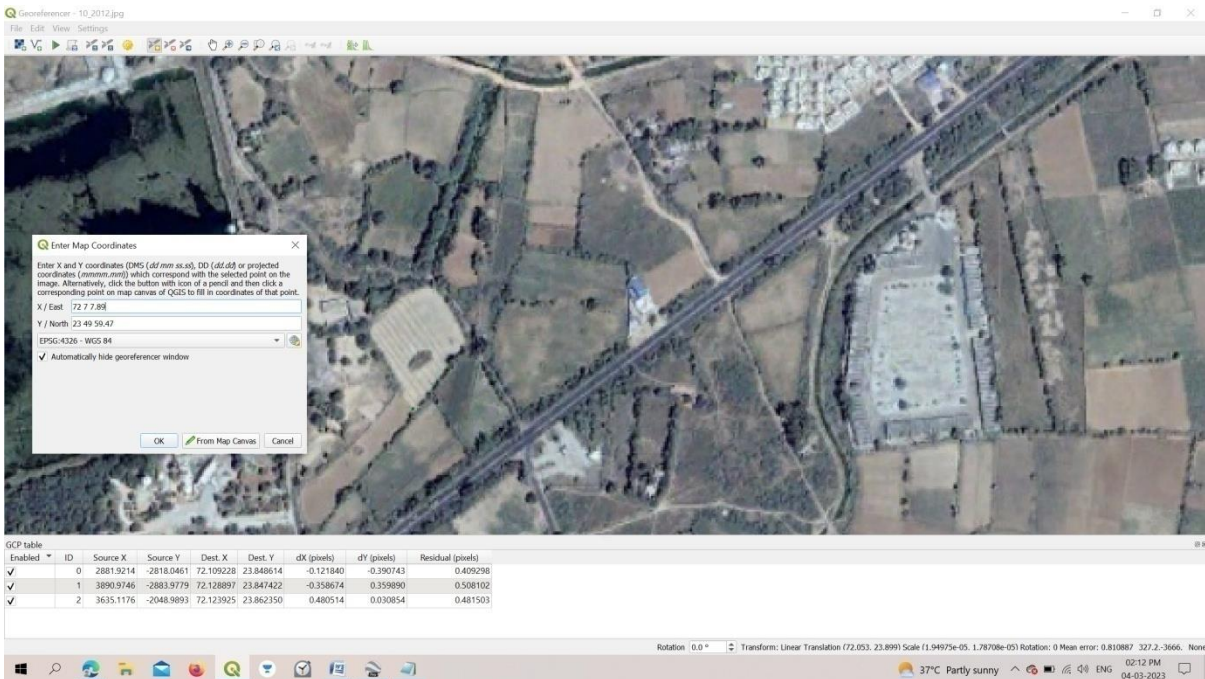 Georeferencer - 10_2012.jpg
File Edit View Settings
Enter Map Coordinates
Enter X and Y coordinates (DMS (dd mm ss.ss), DD (dd.dd) or projected
coordinates (mmmm.mm)) which correspond with the selected point on the
image. Alternatively, click the button with icon of a pencil and then click a
corresponding point on map canvas of QGIS to fill in coordinates of that point.
X / East 72 7 7.89
Y / North 23 49 59.47
EPSG:4326 - WGS 84
Automatically hide georeferencer window
OK From Map Canvas Cancel
GCP table
Enabled ID Source X Source Y Dest. X Dest. Y dX (pixels) dY (pixels) Residual (pixels)
0 2881.9214 -2818.0461 72.109228 23.848614 -0.121840 -0.390743 0.409298
1 3890.9746 -2883.9779 72.128897 23.847422 -0.358674 0.359890 0.508102
2 3635.1176 -2048.9893 72.123925 23.862350 0.480514 0.030854 0.481503
Rotation 0.0 ° Transform: Linear Translation (72.053, 23.899) Scale (1.94975e-05, 1.78708e-05) Rotation: 0 Mean error: 0.810887 327.2,-3666. None
37°C Partly sunny ENG 02:12 PM
04-03-2023